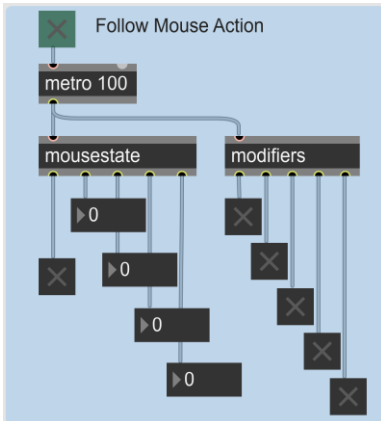 Follow Mouse Action
metro 100
mousestate
modifiers
0
0
0
0